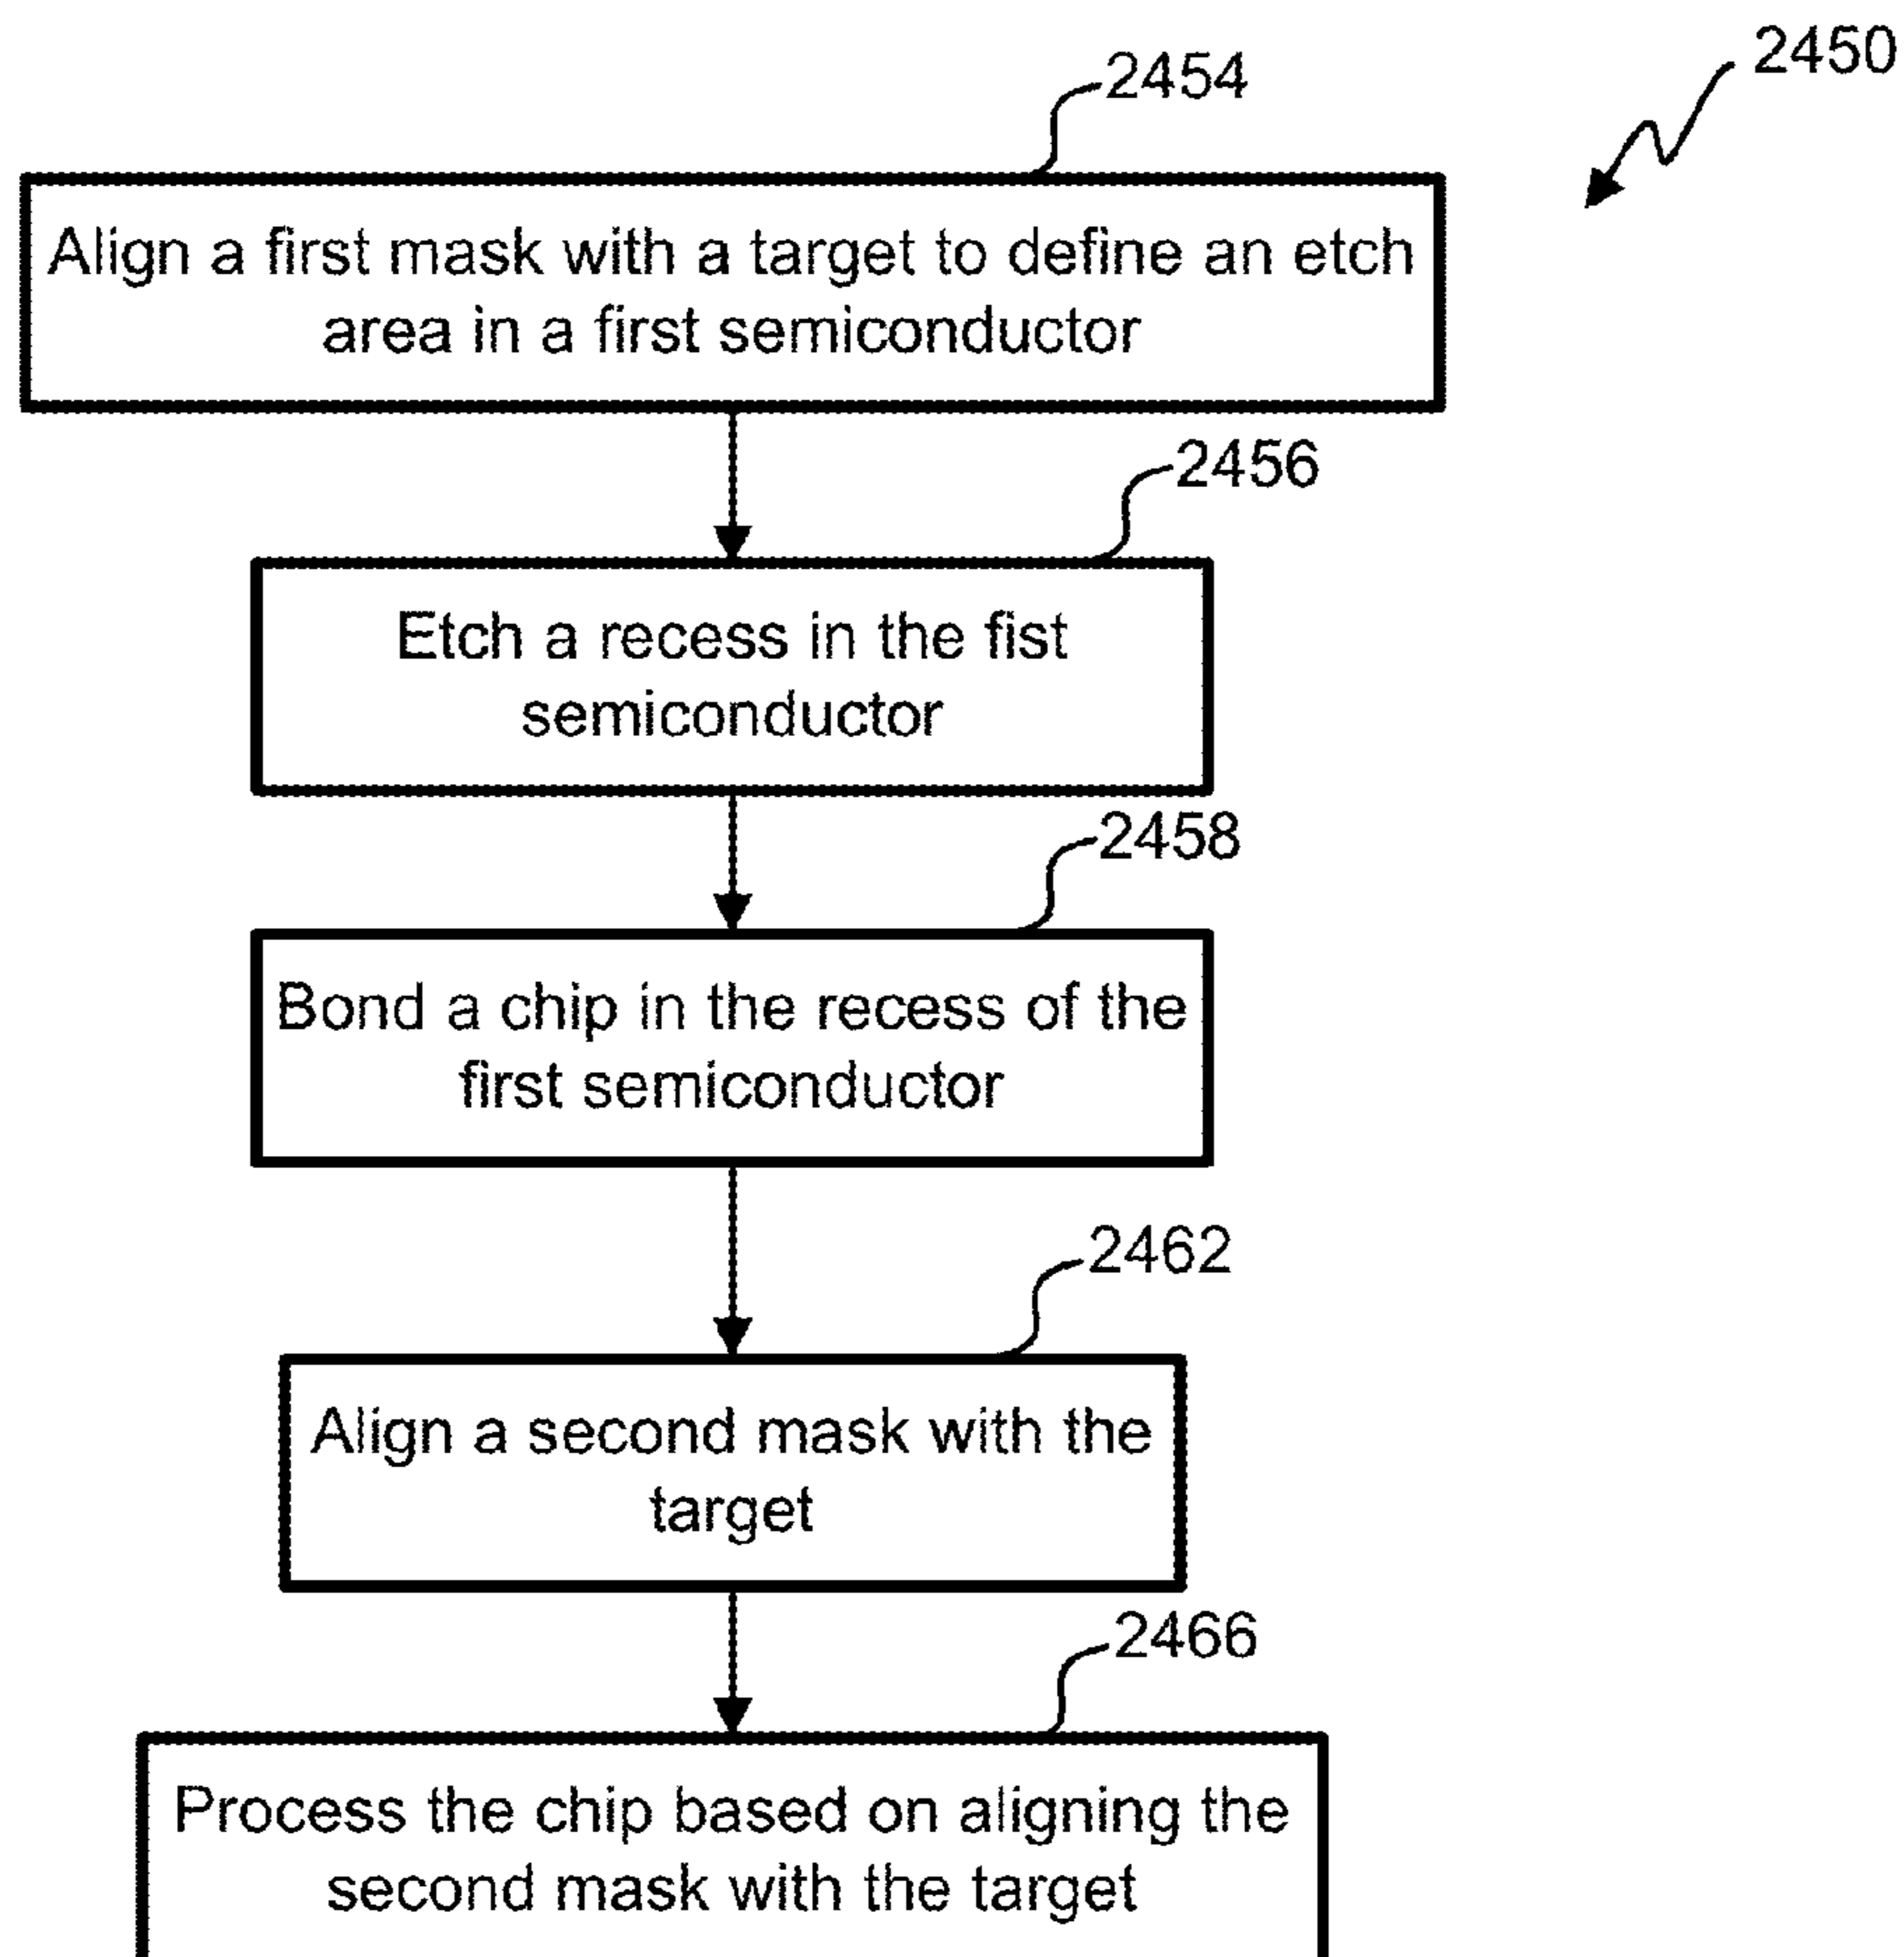 2450
2454
Align a first mask with a target to define an etch
area in a first semiconductor
2456
Etch a recess in the fist
semiconductor
2458
Bond a chip in the recess of the
first semiconductor
2462
Align a second mask with the
target
2466
Process the chip based on aligning the
second mask with the target